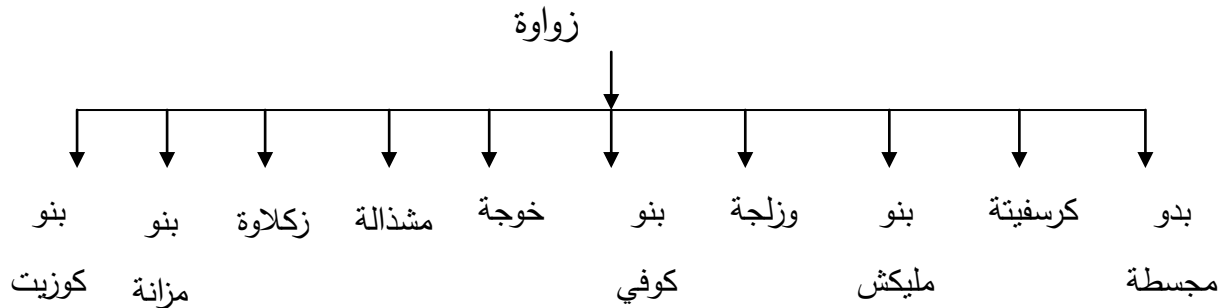 زواوة
بدو مجسطة
كرسفيتة
بنو مليكش
وزلجة
بنو كوفي
خوجة
مشذالة
زكلاوة
بنو مزانة
بنو كوزيت